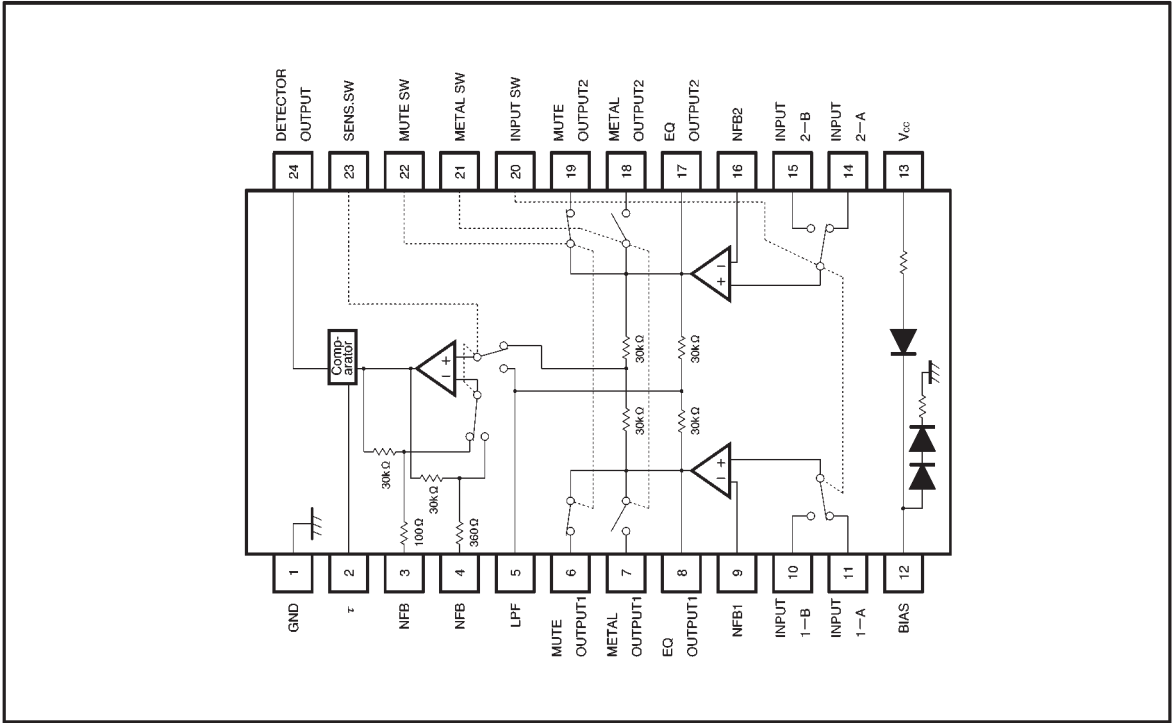 DETECTOR
OUTPUT
SENS.SW
MUTE SW
METAL SW
INPUT SW
MUTE
OUTPUT2
METAL
OUTPUT2
EQ
OUTPUT2
NFB2
INPUT
2－B
INPUT
2－A
Vcc
24
23
22
21
20
19
18
17
16
15
14
13
Comp-
arator
+
−
30kΩ
30kΩ
100Ω
360Ω
30kΩ
30kΩ
30kΩ
30kΩ
+
−
+
−
1
2
3
4
5
6
7
8
9
10
11
12
GND
τ
NFB
NFB
LPF
MUTE
OUTPUT1
METAL
OUTPUT1
EQ
OUTPUT1
NFB1
INPUT
1－B
INPUT
1－A
BIAS